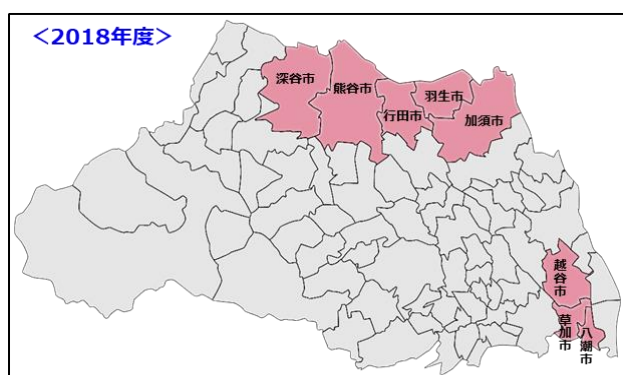 <2018年度>
深谷市
熊谷市
行田市
羽生市
加須市
越谷市
草加市
八潮市